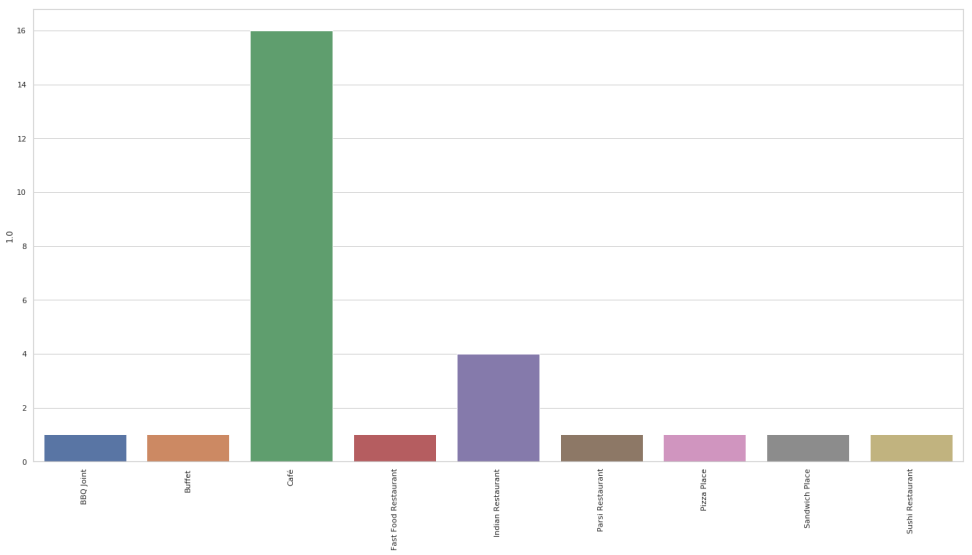 16
14
12
10
8
6
4
2
0
1.0
BBQ Joint
Buffet
Café
Fast Food Restaurant
Indian Restaurant
Parsi Restaurant
Pizza Place
Sandwich Place
Sushi Restaurant